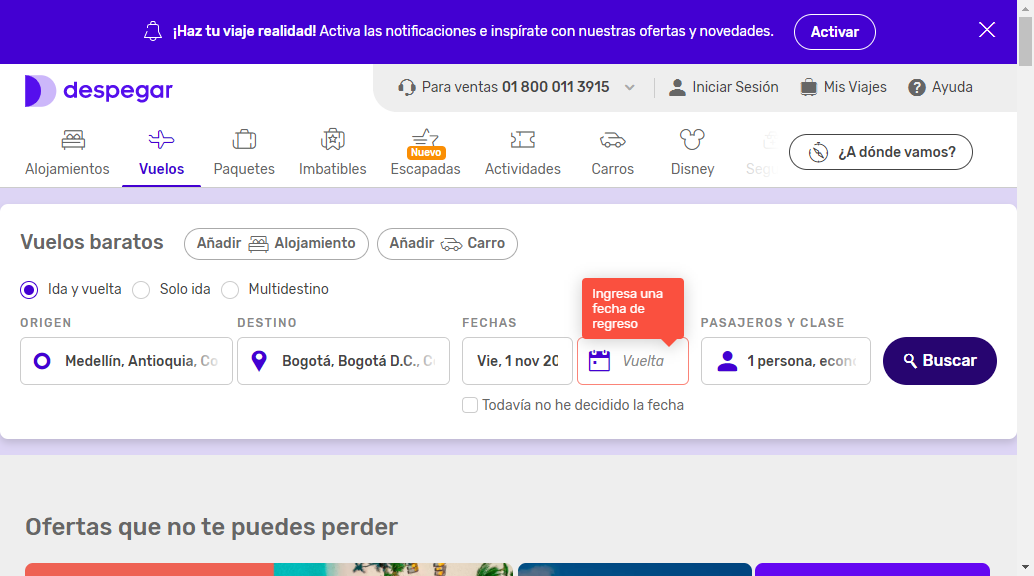 ¡Haz tu viaje realidad! Activa las notificaciones e inspírate con nuestras ofertas y novedades. Activar
despegar Para ventas 01 800 011 3915 Iniciar Sesión Mis Viajes Ayuda
Nuevo
Alojamientos Vuelos Paquetes Imbatibles Escapadas Actividades Carros Disney Seg ¿A dónde vamos?
Vuelos baratos Añadir Alojamiento Añadir Carro
Ida y vuelta Solo ida Multidestino
Ingresa una
fecha de
regreso
ORIGEN DESTINO FECHAS PASAJEROS Y CLASE
Medellín, Antioquia, Co Bogotá, Bogotá D.C., C Vie, 1 nov 20 Vuelta 1 persona, econ Buscar
Todavía no he decidido la fecha
Ofertas que no te puedes perder